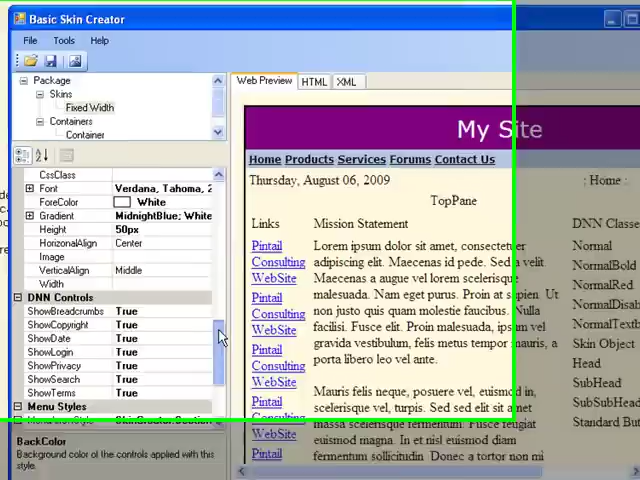 Basic Skin Creator
File Tools Help
Package
Skins
Fixed Width
Containers
Container
Web Preview HTML XML
CssClass
Font Verdana, Tahoma, 2
ForeColor White
Gradient MidnightBlue; White
Height 50px
HorizonalAlign Center
Image
VerticalAlign Middle
Width
DNN Controls
ShowBreadcrumbs True
ShowCopyright True
ShowDate True
ShowLogin True
ShowPrivacy True
ShowSearch True
ShowTerms True
Menu Styles
BackColor
Background color of the controls applied with this
style.
My Site
Home Products Services Forums Contact Us
Thursday, August 06, 2009 : Home :
TopPane
Links
Pintail
Consulting
WebSite
Pintail
Consulting
WebSite
Pintail
Consulting
WebSite
Pintail
Consulting
WebSite
Pintail
Mission Statement
Lorem ipsum dolor sit amet, consectetuer
adipiscing elit. Maecenas id pede. Sed a velit
Maecenas a augue vel lorem scelerisque
malesuada. Nam eget purus. Proin at sapien. Ut
non justo quis quam molestie faucibus. Nulla
facilisi. Fusce elit. Proin malesuada, ipsum vel
gravida vestibulum, felis metus tempor mauris, a
porta libero leo vel ante.
Mauris felis neque, posuere vel, euismod in,
scelerisque vel, turpis. Sed sed elit sit amet
massa scelerisque fermentum. Fusce feugiat
euismod magna. In et nisl euismod diam
fermentum sollicitudin. Donec a tortor non mi
DNN Classe
Normal
NormalBold
NormalRed
NormalDisab
NormalTextb
Skin Object
Head
SubHead
SubSubHead
Standard But